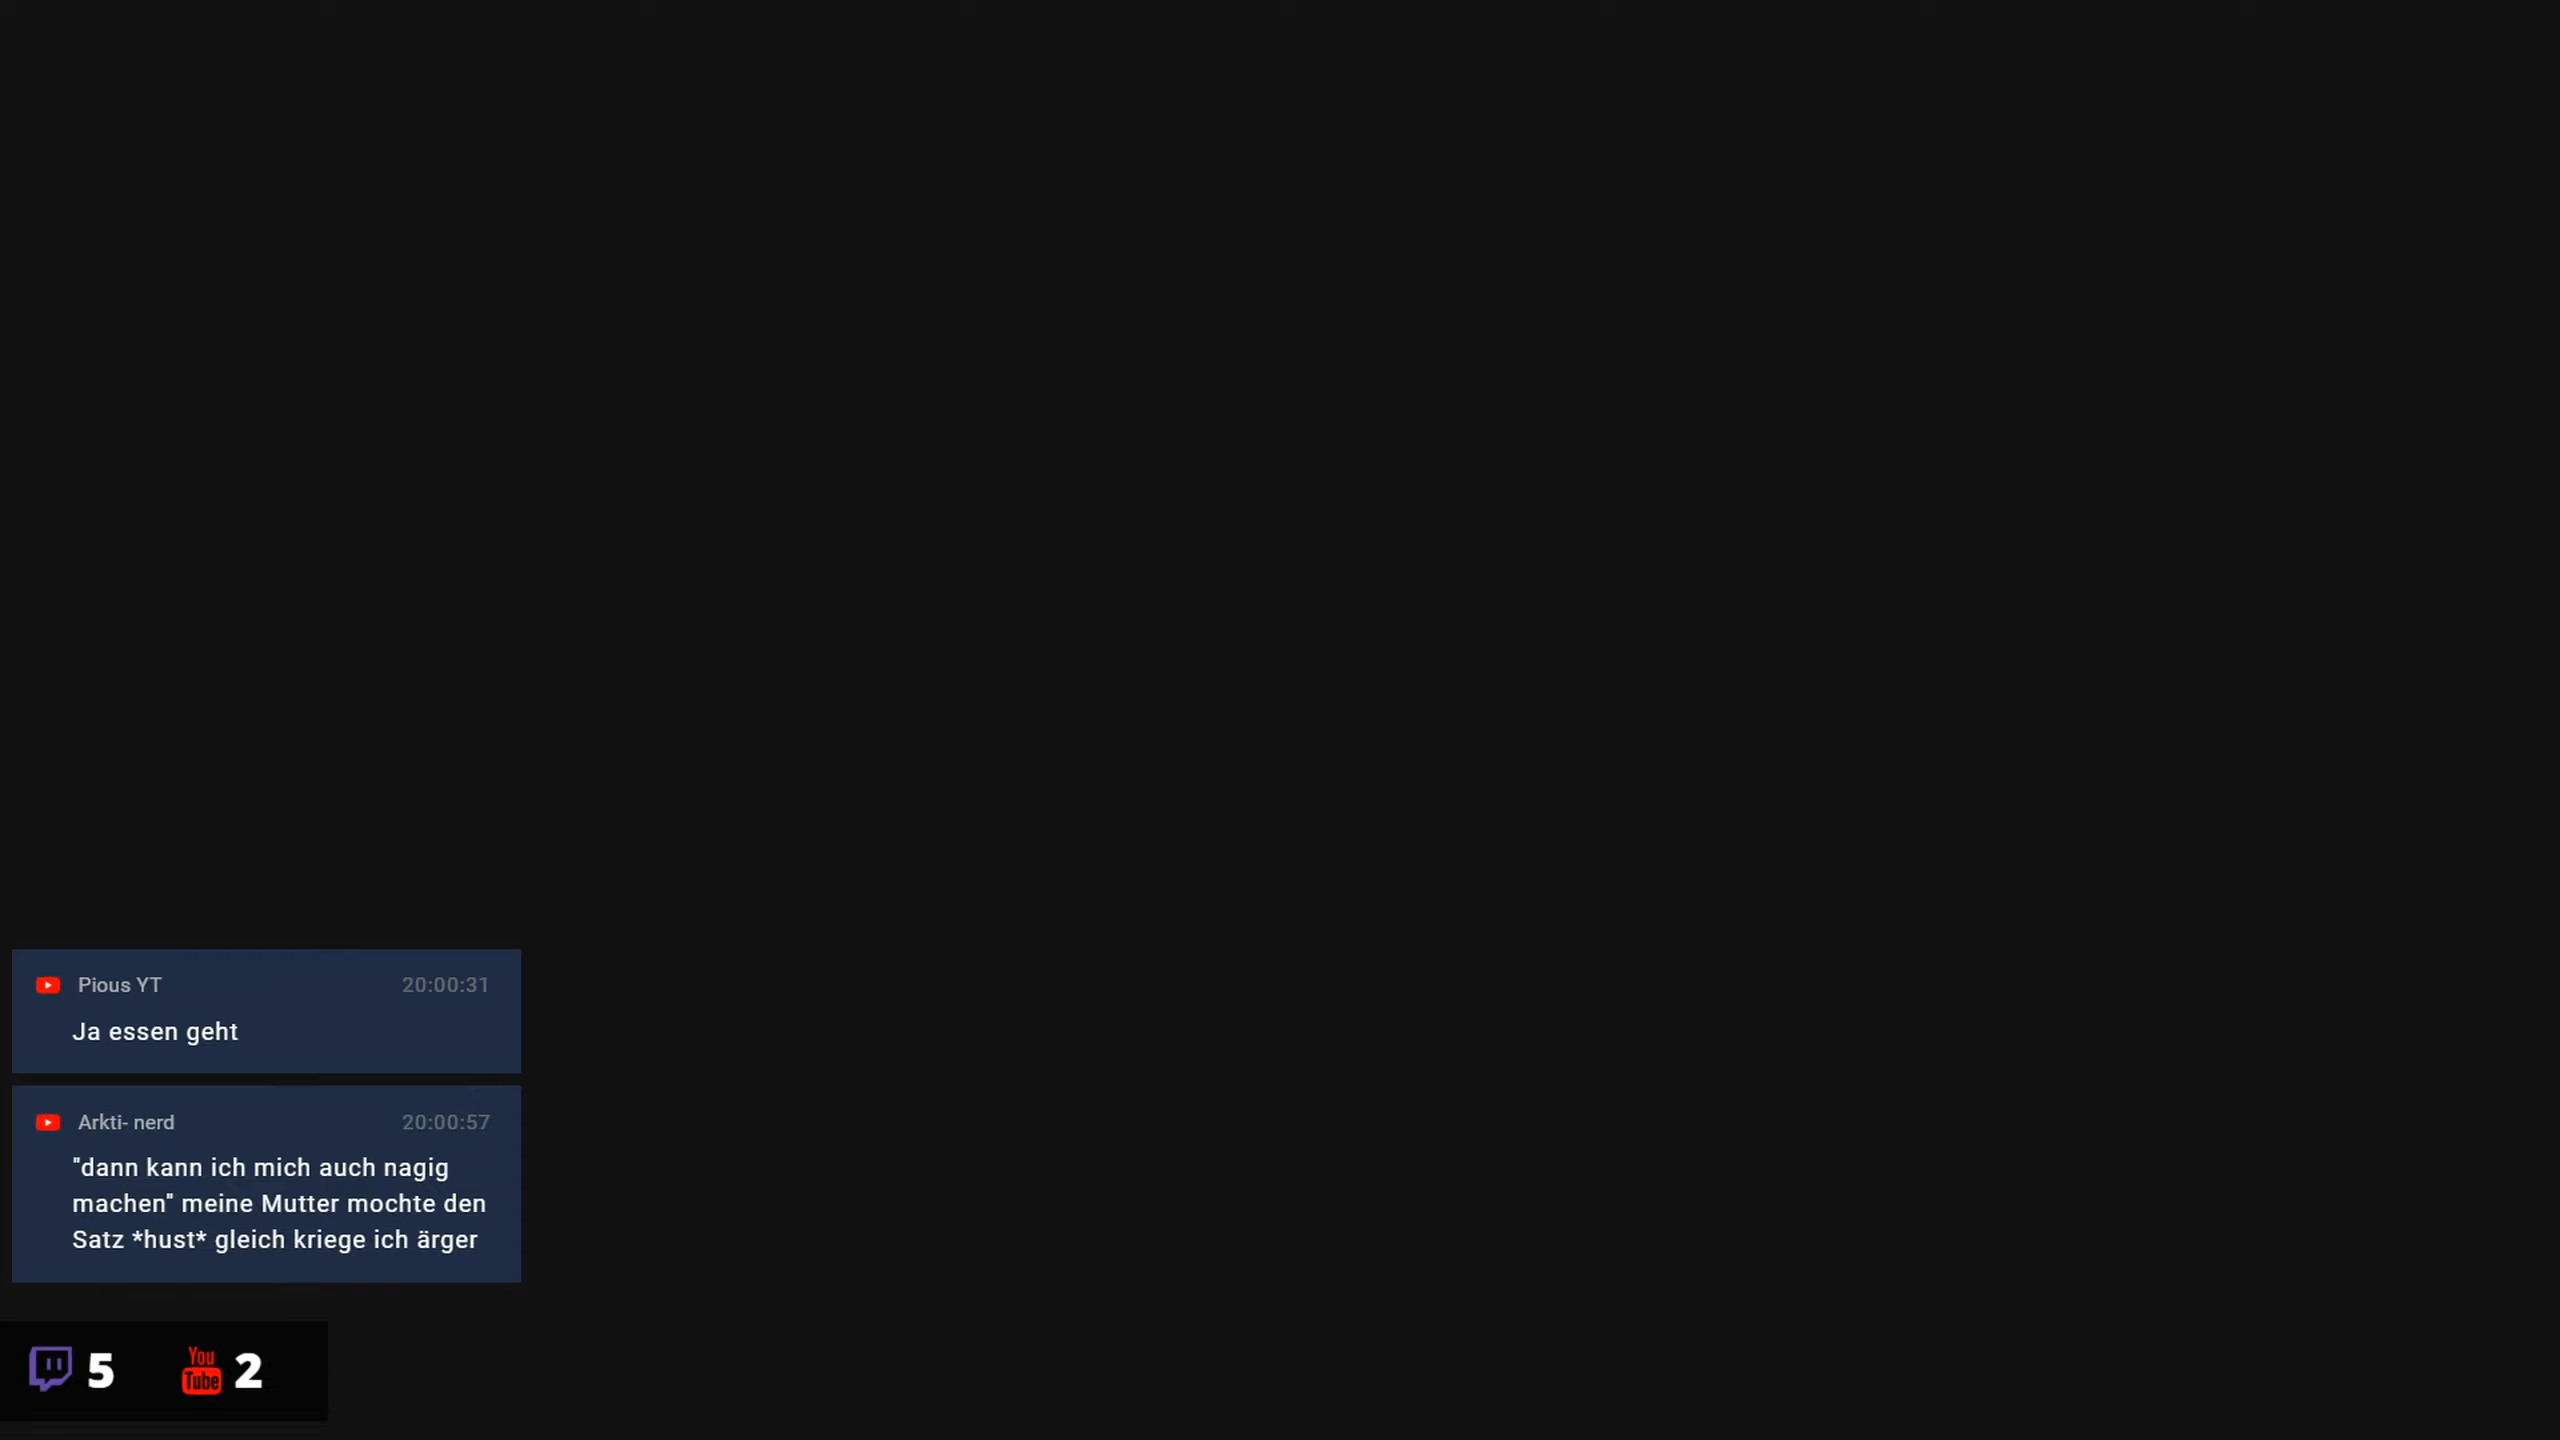 Pious YT 20:00:31
Ja essen geht
Arkti- nerd 20:00:57
"dann kann ich mich auch nagig
machen" meine Mutter mochte den
Satz *hust* gleich kriege ich ärger
5 You Tube 2